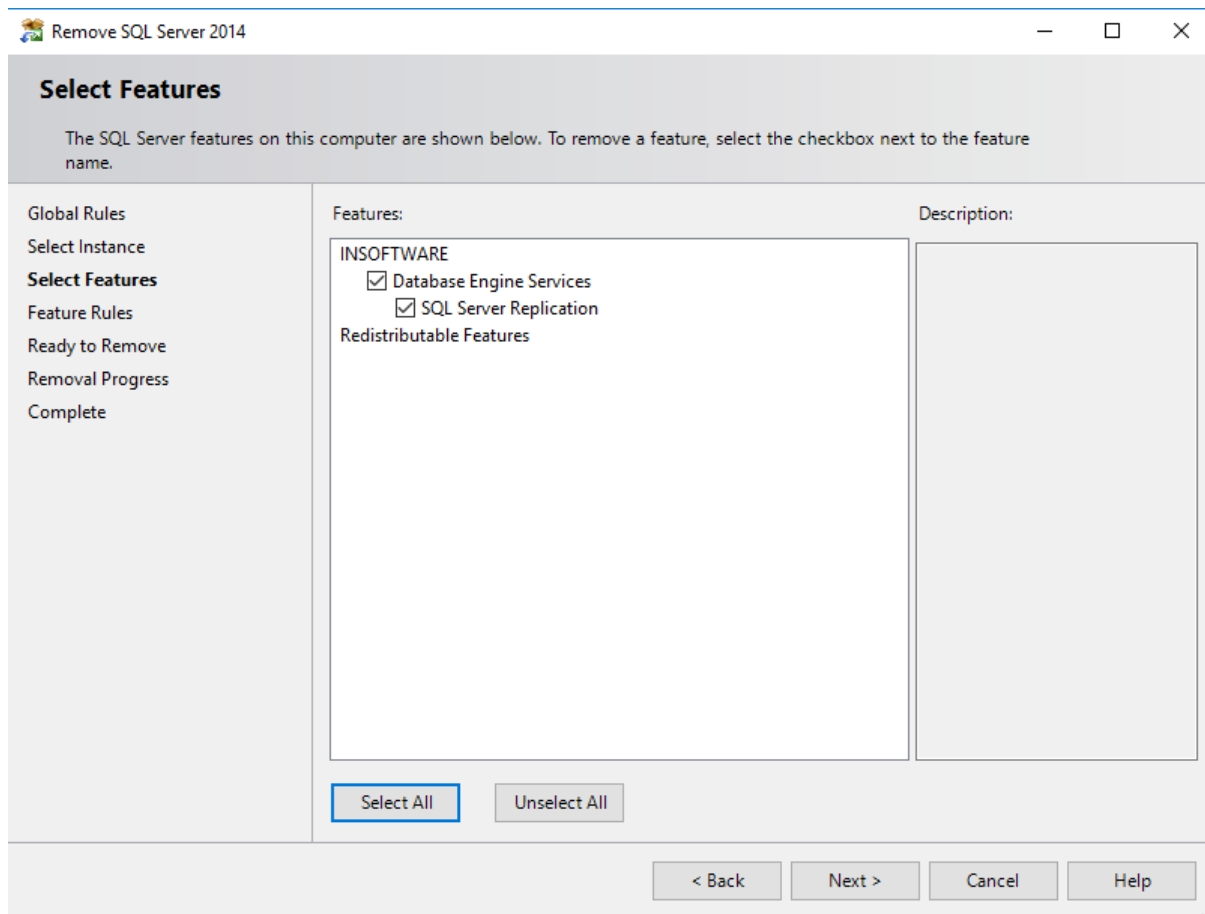 Remove SQL Server 2014
Select Features
The SQL Server features on this computer are shown below. To remove a feature, select the checkbox next to the feature
name.
Global Rules
Select Instance
Select Features
Feature Rules
Ready to Remove
Removal Progress
Complete
Features:
INSOFTWARE
Database Engine Services
SQL Server Replication
Redistributable Features
Description:
Select All
Unselect All
< Back
Next >
Cancel
Help